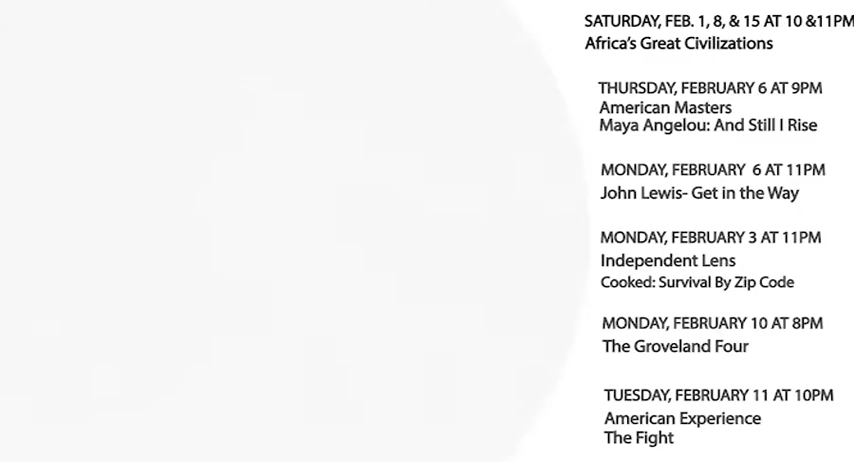 SATURDAY, FEB. 1, 8, & 15 AT 10 &11PM
Africa's Great Civilizations
THURSDAY, FEBRUARY 6 AT 9PM
American Masters
Maya Angelou: And Still I Rise
MONDAY, FEBRUARY  6 AT 11PM
John Lewis- Get in the Way
MONDAY, FEBRUARY 3 AT 11PM
Independent Lens
Cooked: Survival By Zip Code
MONDAY, FEBRUARY 10 AT 8PM
The Groveland Four
TUESDAY, FEBRUARY 11 AT 10PM
American Experience
The Fight